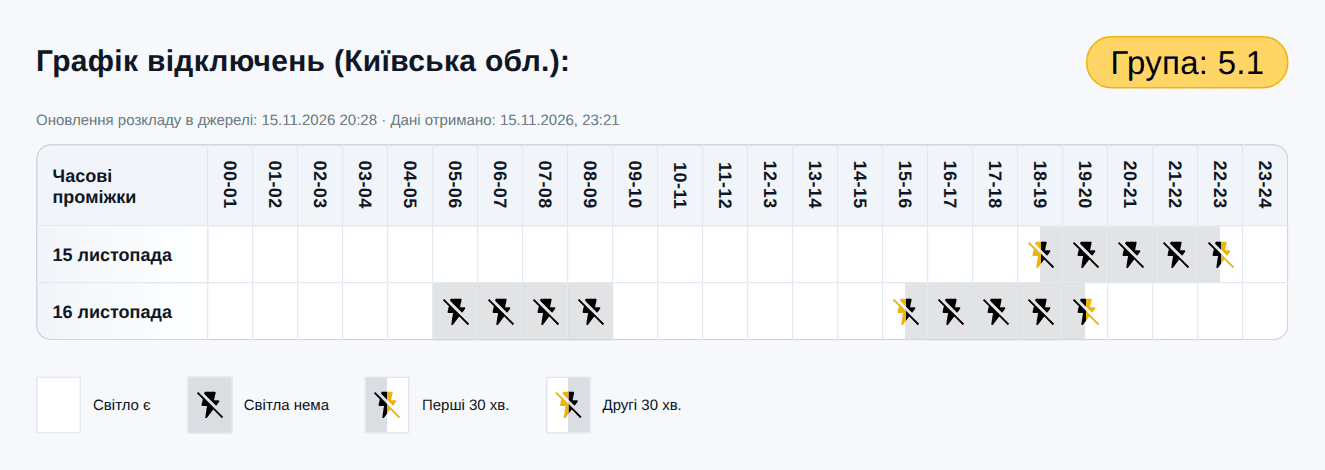 Графік відключень (Київська обл.):
Група: 5.1
Оновлення розкладу в джерелі: 15.11.2026 20:28 · Дані отримано: 15.11.2026, 23:21
Часові
проміжки
00-01
01-02
02-03
03-04
04-05
05-06
06-07
07-08
08-09
09-10
10-11
11-12
12-13
13-14
14-15
15-16
16-17
17-18
18-19
19-20
20-21
21-22
22-23
23-24
15 листопада
16 листопада
Світло є
Світла нема
Перші 30 хв.
Другі 30 хв.